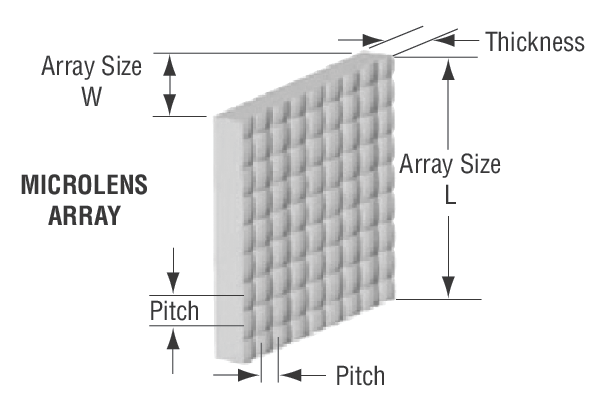 Thickness
Array Size
W
Array Size
L
MICROLENS
ARRAY
Pitch
Pitch